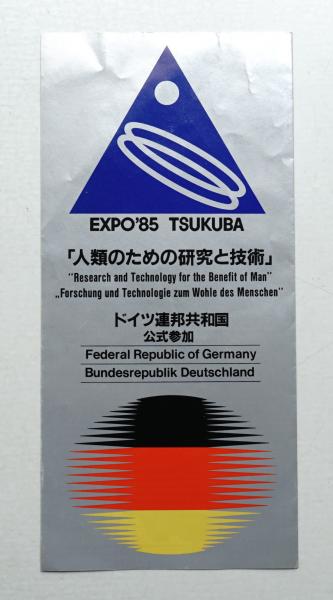 EXPO'85 TSUKUBA
「人類のための研究と技術」
"Research and Technology for the Benefit of Man"
„Forschung und Technologie zum Wohle des Menschen"
ドイツ連邦共和国
公式参加
Federal Republic of Germany
Bundesrepublik Deutschland